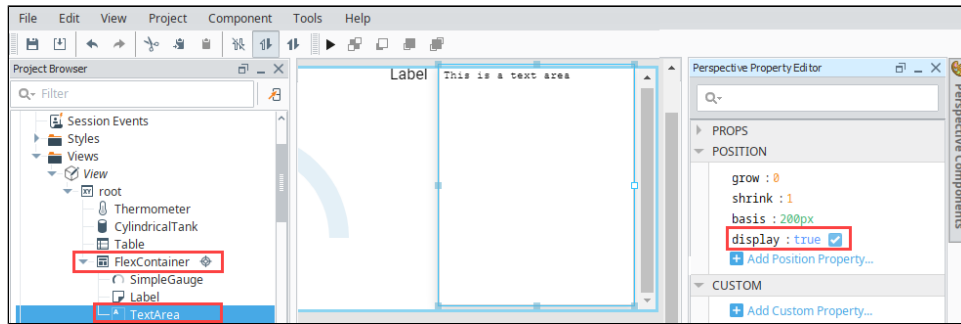 File Edit View Project Component Tools Help
Project Browser
Filter
Session Events
Styles
Views
View
root
Thermometer
CylindricalTank
Table
FlexContainer
SimpleGauge
Label
TextArea
Label
This is a text area
Perspective Property Editor
PROPS
POSITION
grow : 0
shrink : 1
basis : 200px
display : true
Add Position Property...
CUSTOM
Add Custom Property...
Perspective Components